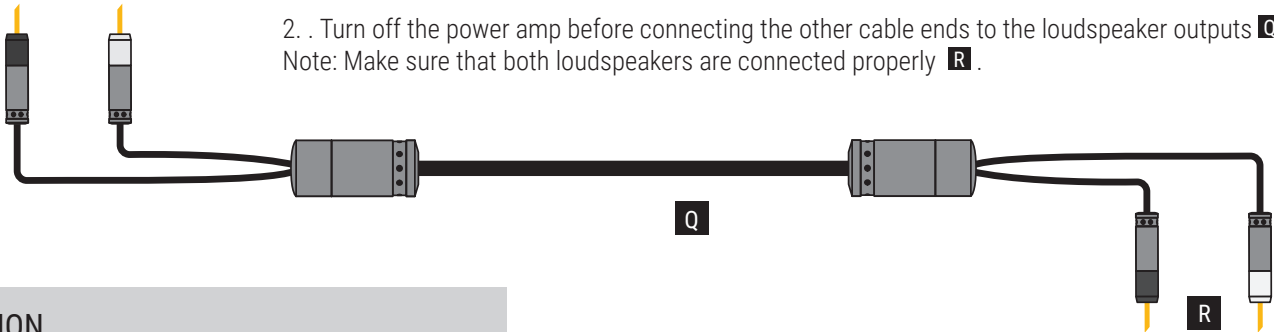 2. . Turn off the power amp before connecting the other cable ends to the loudspeaker outputs Q
Note: Make sure that both loudspeakers are connected properly R .
Q
R